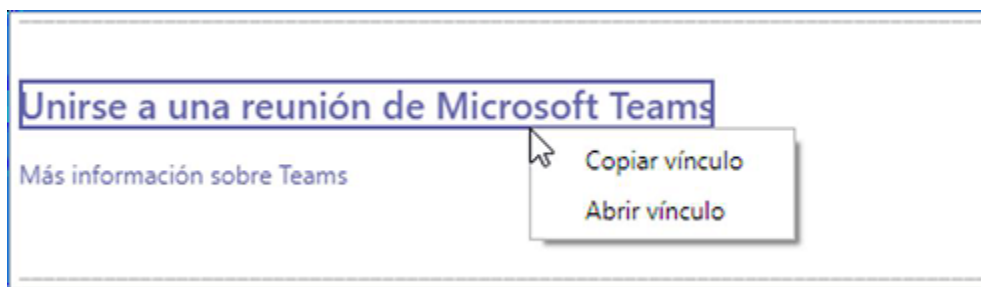 Unirse a una reunión de Microsoft Teams
Copiar vínculo
Más información sobre Teams
Abrir vínculo